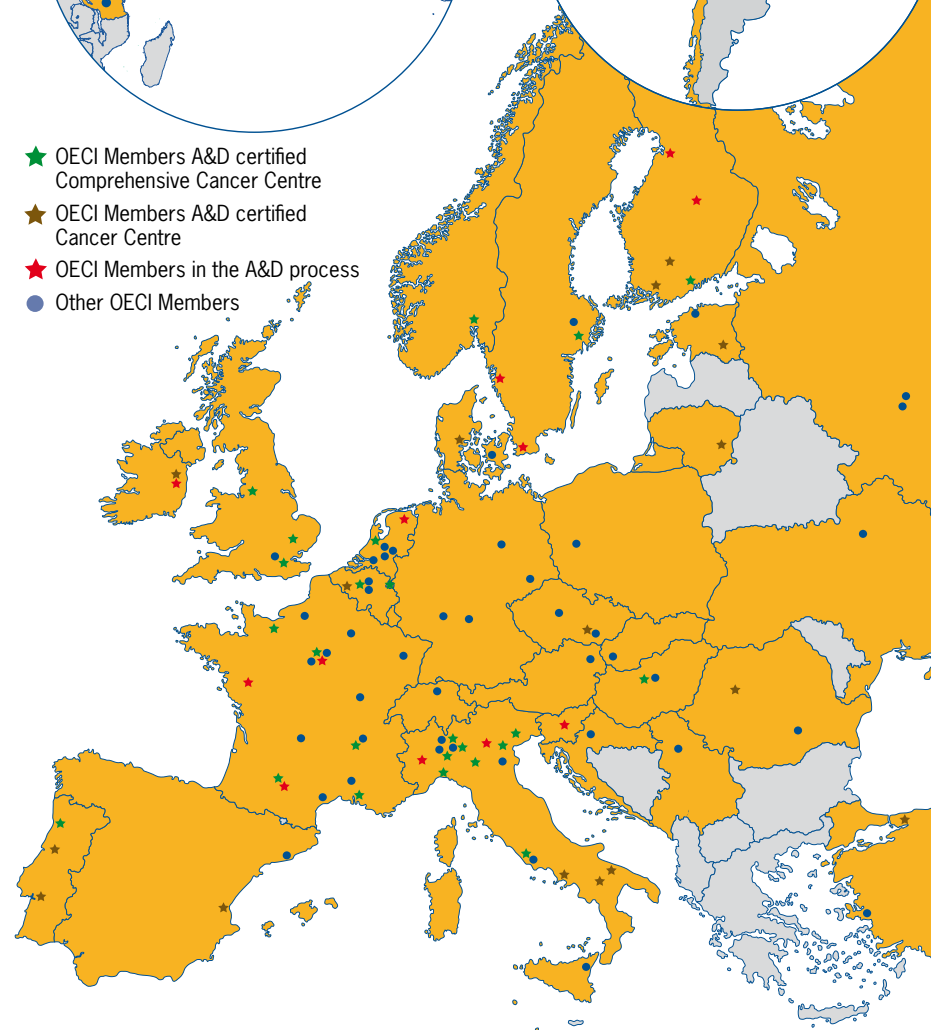 OECI Members A&D certified
Comprehensive Cancer Centre
OECI Members A&D certified
Cancer Centre
OECI Members in the A&D process
Other OECI Members